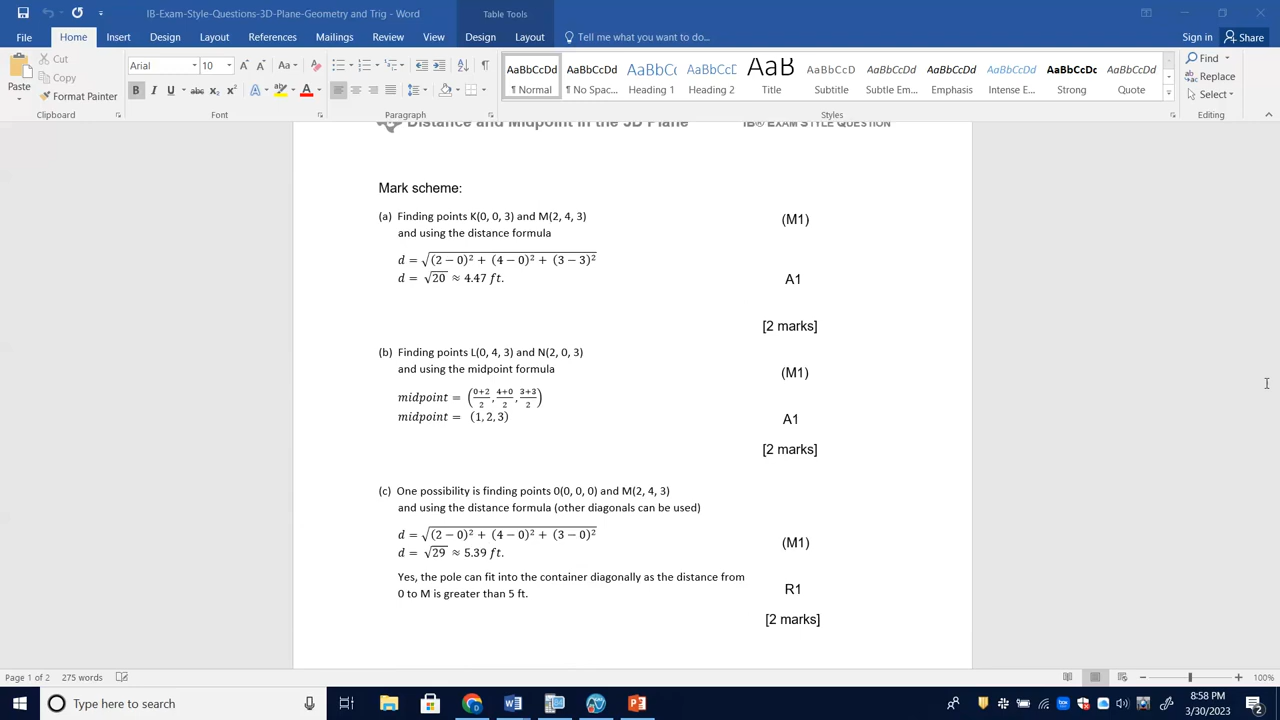 IB-Exam-Style-Questions-3D-Plane-Geometry - Word
Table Tools
File Home Insert Design Layout References Mailings Review View Design Layout Tell me what you want to do... Sign in Share
Cut
Copy
Format Painter
Paste
Arial 10
AaBbCcDd AaBbCcDd AaBbC AaBbCcD AaB AaBbCcD AaBbCcDd AaBbCcDd AaBbCcDd AaBbCcDc AaBbCcDd
¶ Normal ¶ No Spac... Heading 1 Heading 2 Title Subtitle Subtle Em... Emphasis Intense E... Strong Quote
Find
Replace
Select
Clipboard Font Paragraph Styles Editing
Distance and Midpoint in the 3D Plane IB® EXAM STYLE QUESTION
Mark scheme:
(a) Finding points K(0, 0, 3) and M(2, 4, 3) (M1)
and using the distance formula
d = √(2 − 0)² + (4 − 0)² + (3 − 3)²
d = √20 ≈ 4.47 ft. A1
[2 marks]
(b) Finding points L(0, 4, 3) and N(2, 0, 3)
and using the midpoint formula (M1)
midpoint = (0+2/2, 4+0/2, 3+3/2)
midpoint = (1, 2, 3) A1
[2 marks]
(c) One possibility is finding points 0(0, 0, 0) and M(2, 4, 3)
and using the distance formula (other diagonals can be used)
d = √(2 − 0)² + (4 − 0)² + (3 − 0)² (M1)
d = √29 ≈ 5.39 ft.
Yes, the pole can fit into the container diagonally as the distance from R1
0 to M is greater than 5 ft.
[2 marks]
Page 1 of 2 275 words 100%
Type here to search
8:58 PM
3/30/2023